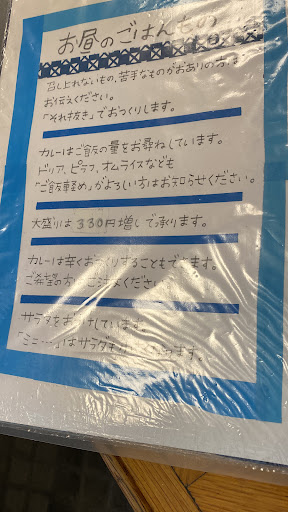 お昼のごはんもの
召し上れないもの、苦手なものがおありの方は
お伝えください。
「それ抜き」でおつくりします。
カレーはご飯の量をお尋ねしています。
ドリア、ピラフ、オムライスなども
「ご飯軽め」がよろしい方はお知らせください。
大盛りは330円増しで承ります。
カレーは辛くおつくりすることもできます。
ご希望の方はご注文ください
サラダをお付けしています。
「ミニ…」はサラダも